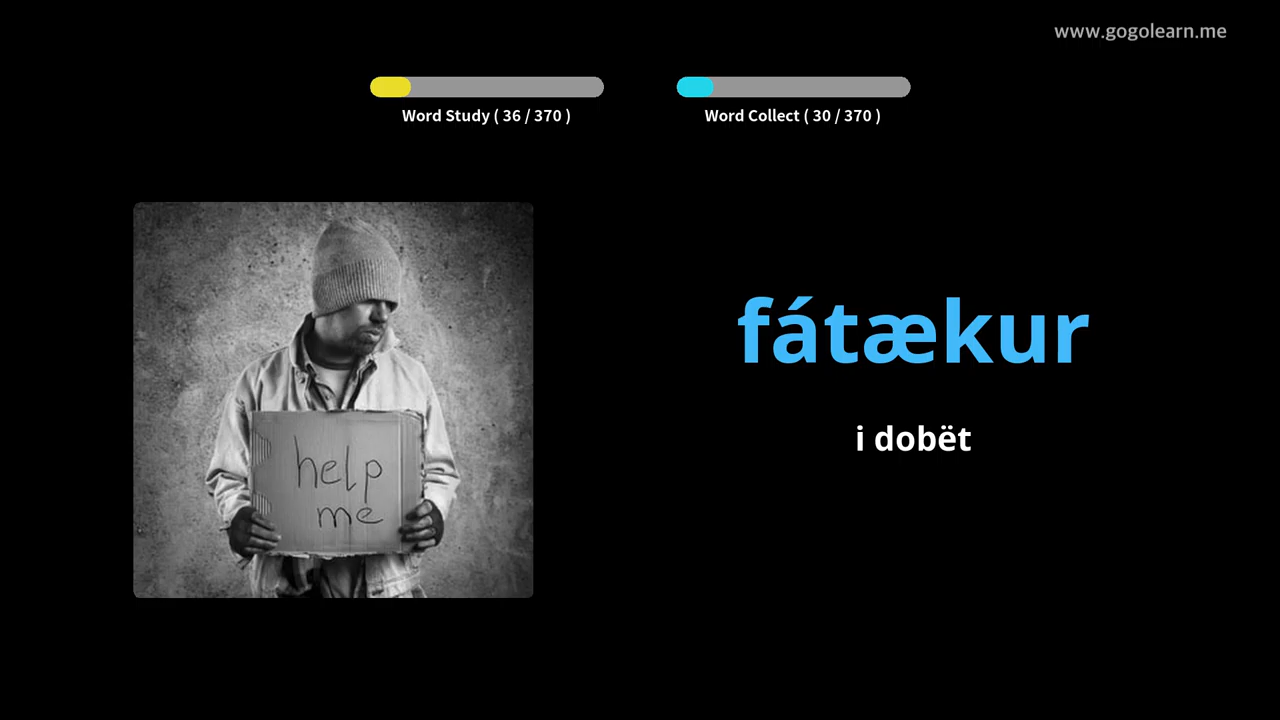 www.gogolearn.me
Word Study ( 36 / 370 )
Word Collect ( 30 / 370 )
help
me
fátækur
i dobët